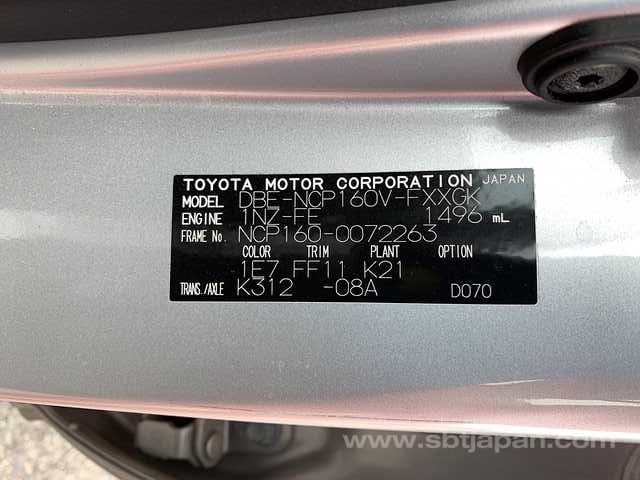 TOYOTA MOTOR CORPORATION JAPAN
MODEL DBE-NCP160V-FXXGK
ENGINE 1NZ-FE 1496 mL
FRAME No. NCP160-0072263
COLOR TRIM PLANT OPTION
1E7 FF11 K21
TRANS./AXLE K312 -08A D070
www.sbtjapan.com